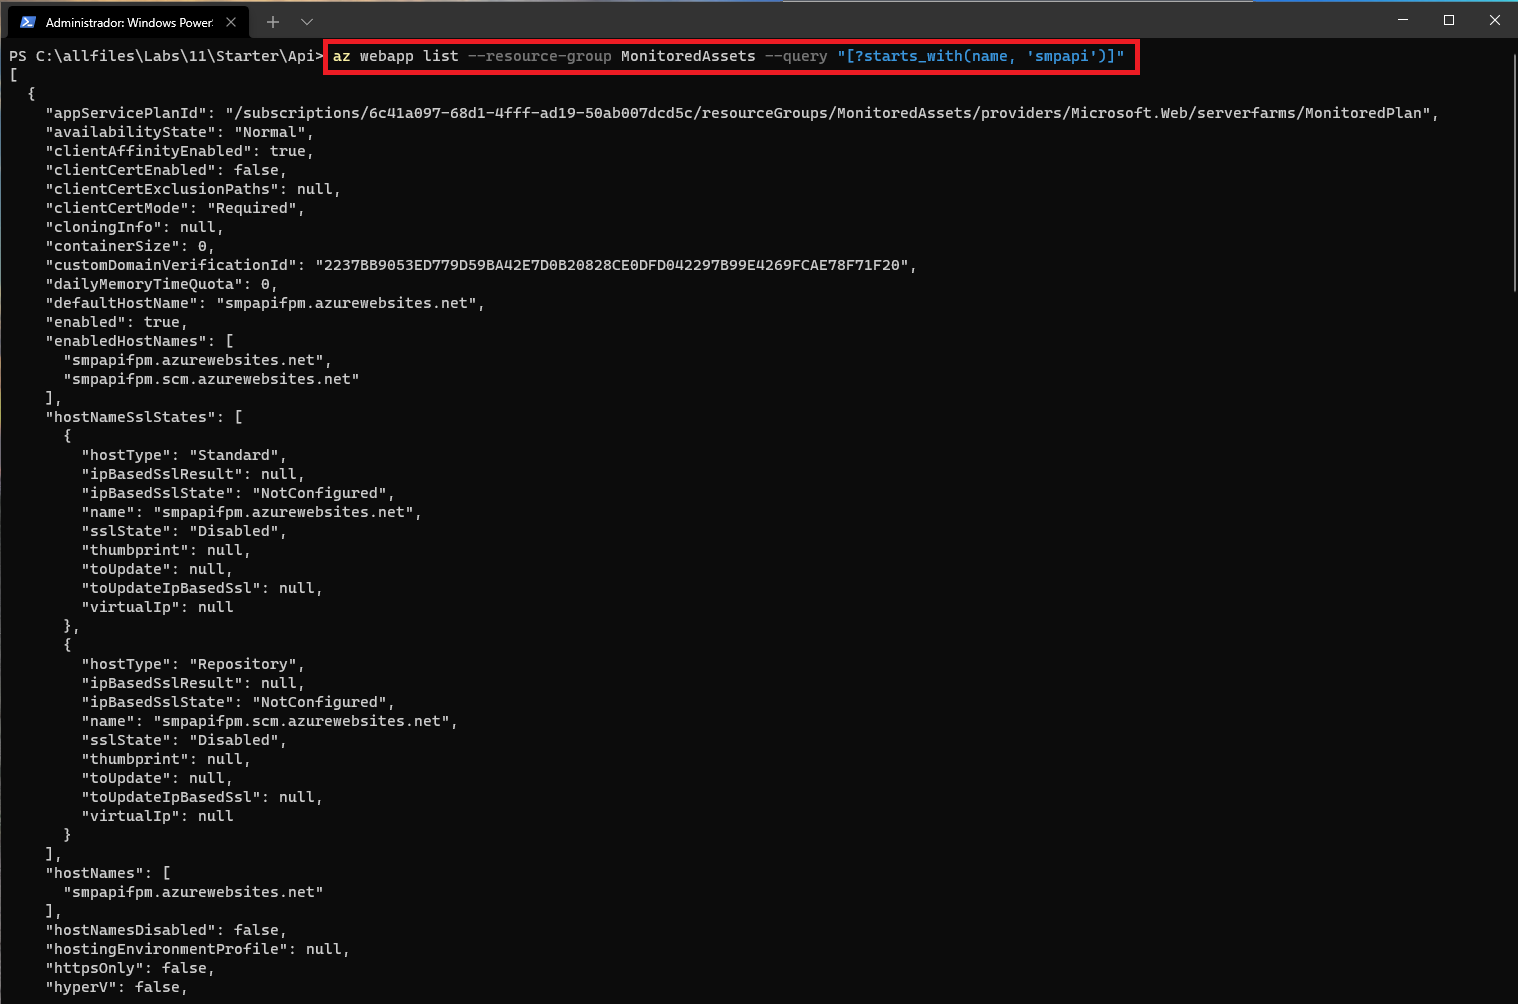 Administrador: Windows Power
PS C:\allfiles\Labs\11\Starter\Api> az webapp list --resource-group MonitoredAssets --query "[?starts_with(name, 'smpapi')]"
[
  {
    "appServicePlanId": "/subscriptions/6c41a097-68d1-4fff-ad19-50ab007dcd5c/resourceGroups/MonitoredAssets/providers/Microsoft.Web/serverfarms/MonitoredPlan",
    "availabilityState": "Normal",
    "clientAffinityEnabled": true,
    "clientCertEnabled": false,
    "clientCertExclusionPaths": null,
    "clientCertMode": "Required",
    "cloningInfo": null,
    "containerSize": 0,
    "customDomainVerificationId": "2237BB9053ED779D59BA42E7D0B20828CE0DFD042297B99E4269FCAE78F71F20",
    "dailyMemoryTimeQuota": 0,
    "defaultHostName": "smpapifpm.azurewebsites.net",
    "enabled": true,
    "enabledHostNames": [
      "smpapifpm.azurewebsites.net",
      "smpapifpm.scm.azurewebsites.net"
    ],
    "hostNameSslStates": [
      {
        "hostType": "Standard",
        "ipBasedSslResult": null,
        "ipBasedSslState": "NotConfigured",
        "name": "smpapifpm.azurewebsites.net",
        "sslState": "Disabled",
        "thumbprint": null,
        "toUpdate": null,
        "toUpdateIpBasedSsl": null,
        "virtualIp": null
      },
      {
        "hostType": "Repository",
        "ipBasedSslResult": null,
        "ipBasedSslState": "NotConfigured",
        "name": "smpapifpm.scm.azurewebsites.net",
        "sslState": "Disabled",
        "thumbprint": null,
        "toUpdate": null,
        "toUpdateIpBasedSsl": null,
        "virtualIp": null
      }
    ],
    "hostNames": [
      "smpapifpm.azurewebsites.net"
    ],
    "hostNamesDisabled": false,
    "hostingEnvironmentProfile": null,
    "httpsOnly": false,
    "hyperV": false,